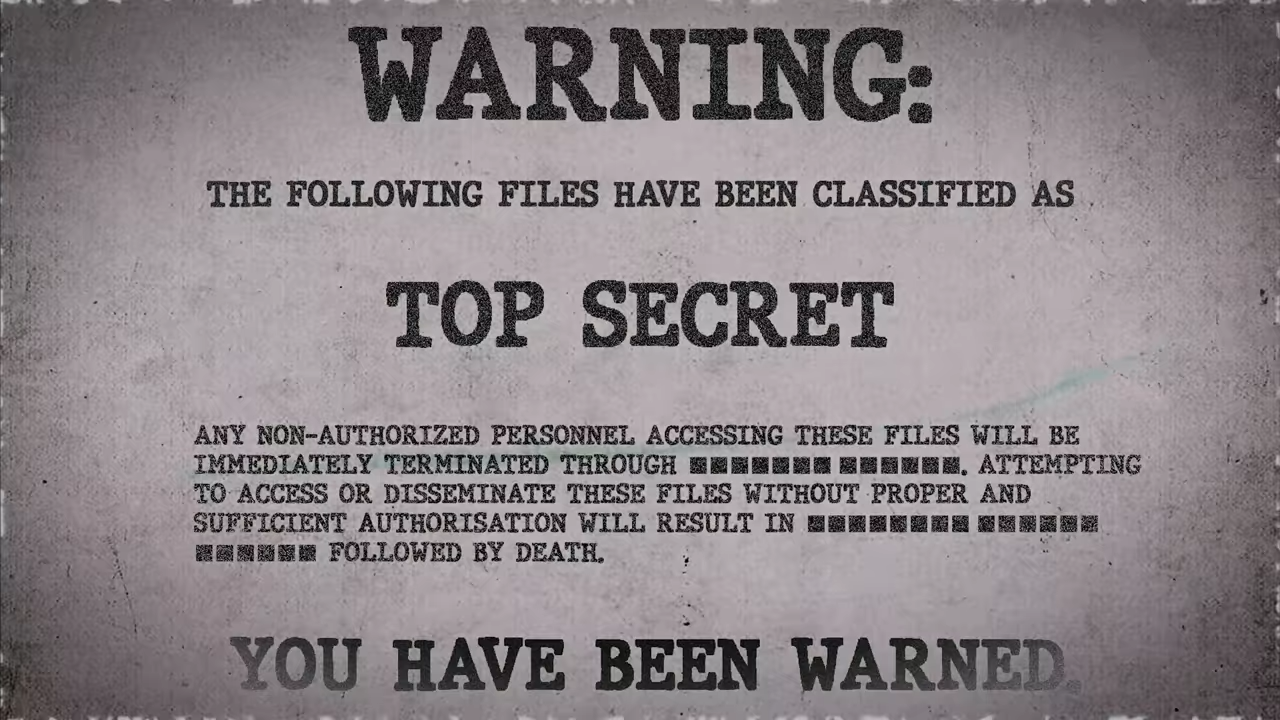 WARNING:
THE FOLLOWING FILES HAVE BEEN CLASSIFIED AS
TOP SECRET
ANY NON-AUTHORIZED PERSONNEL ACCESSING THESE FILES WILL BE
IMMEDIATELY TERMINATED THROUGH ■■■■■■■ ■■■■■■. ATTEMPTING
TO ACCESS OR DISSEMINATE THESE FILES WITHOUT PROPER AND
SUFFICIENT AUTHORISATION WILL RESULT IN ■■■■■■■■ ■■■■■■
■■■■■■ FOLLOWED BY DEATH.
YOU HAVE BEEN WARNED.